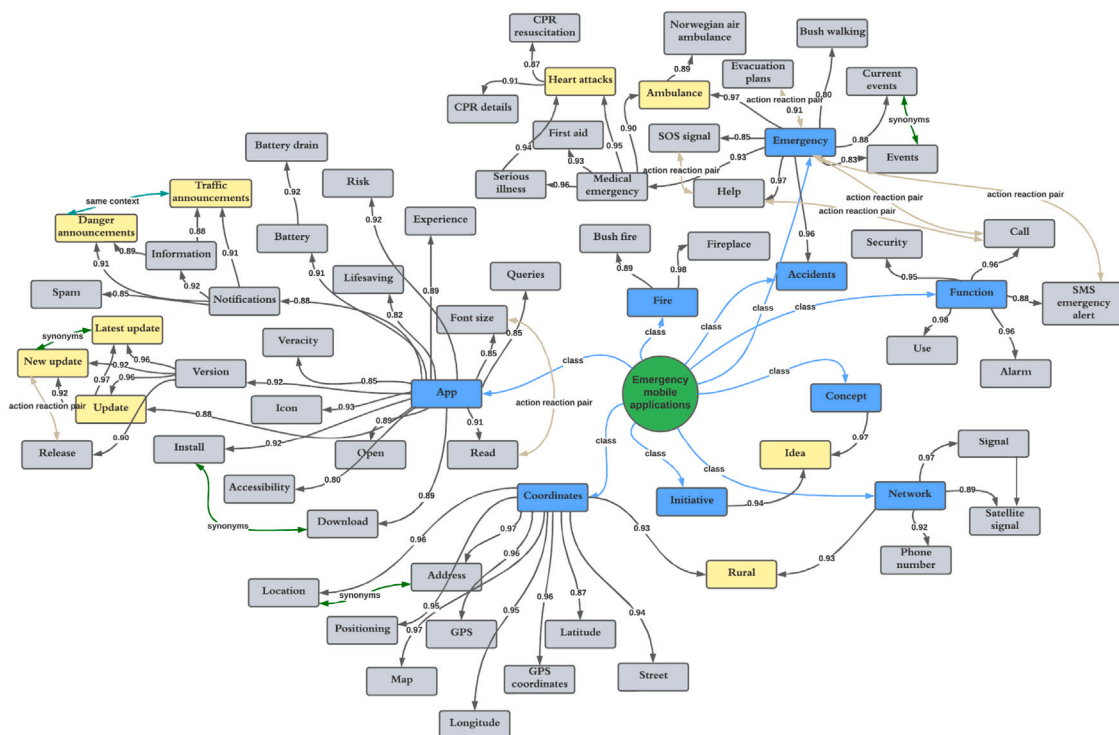 CPR
resuscitation
Norwegian air
ambulance
Bush walking
0.87
0.89
Evacuation
plans
Current
events
0.91
Heart attacks
Ambulance
0.97
0.80
CPR details
action reaction pair
0.91
synonyms
First aid
0.90
SOS signal
0.85
Emergency
0.88
Battery drain
0.94
0.95
0.93
0.93
0.83
Events
Risk
Serious
illness
0.96
Medical
emergency
action reaction pair
0.97
Help
action reaction pair
Traffic
announcements
same context
0.92
0.92
action reaction pair
Danger
announcements
0.88
Experience
Battery
Bush fire
Fireplace
0.96
Security
Call
0.89
Information
0.91
0.91
Queries
0.96
0.91
Lifesaving
0.89
0.98
Accidents
0.95
0.92
Spam
0.85
Notifications
0.88
0.89
Fire
class
Function
0.88
SMS
emergency
alert
0.82
Font size
class
class
0.98
Latest update
synonyms
0.85
0.85
class
0.96
Use
Veracity
New update
0.96
0.92
Version
class
Emergency
mobile
applications
class
Alarm
0.92
0.97
0.96
0.85
0.92
App
Concept
action reaction pair
Update
Icon
0.93
action reaction pair
0.88
0.89
0.91
class
0.97
0.90
Install
0.92
class
Idea
Signal
Release
Open
Read
class
0.97
Accessibility
0.80
Coordinates
Initiative
0.94
Network
0.89
0.89
Satellite
signal
synonyms
Download
0.93
0.92
0.97
0.96
0.96
0.93
Phone
number
Address
Rural
Location
synonyms
0.95
0.95
0.96
0.87
0.94
Positioning
0.97
GPS
Latitude
Map
GPS
coordinates
Street
Longitude